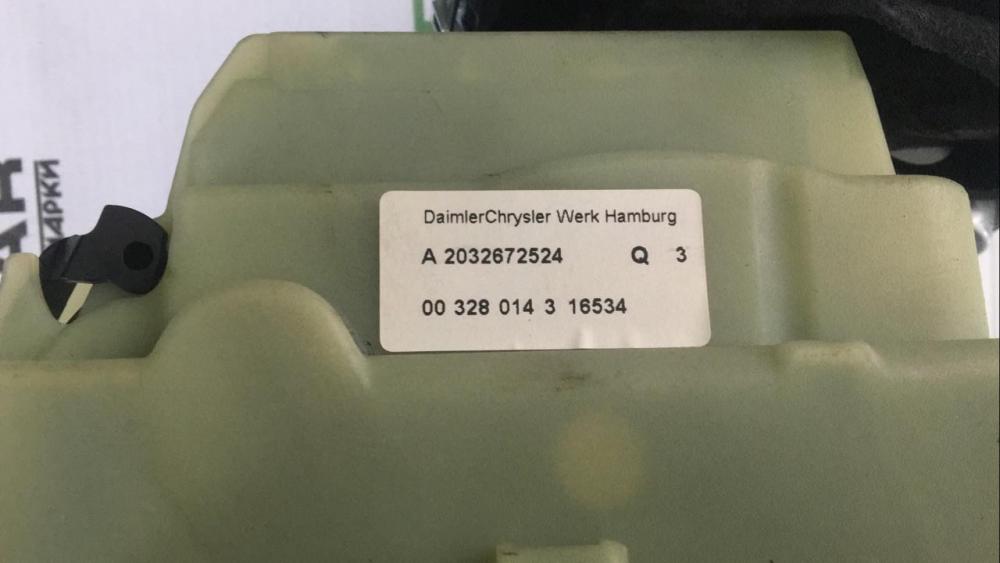 DaimlerChrysler Werk Hamburg
A 2032672524 Q 3
00 328 014 3 16534